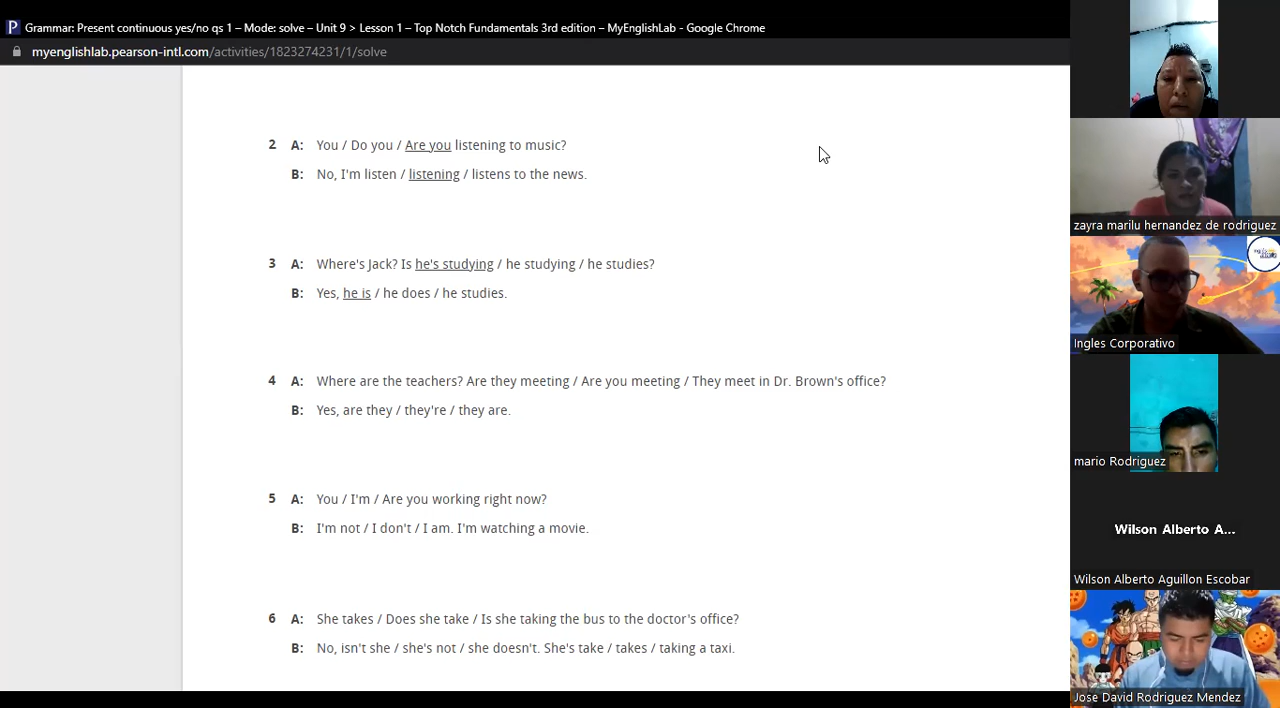 Grammar: Present continuous yes/no qs 1 – Mode: solve – Unit 9 > Lesson 1 – Top Notch Fundamentals 3rd edition – MyEnglishLab - Google Chrome
myenglishlab.pearson-intl.com/activities/1823274231/1/solve
2 A: You / Do you / Are you listening to music?
B: No, I'm listen / listening / listens to the news.
3 A: Where's Jack? Is he's studying / he studying / he studies?
B: Yes, he is / he does / he studies.
4 A: Where are the teachers? Are they meeting / Are you meeting / They meet in Dr. Brown's office?
B: Yes, are they / they're / they are.
5 A: You / I'm / Are you working right now?
B: I'm not / I don't / I am. I'm watching a movie.
6 A: She takes / Does she take / Is she taking the bus to the doctor's office?
B: No, isn't she / she's not / she doesn't. She's take / takes / taking a taxi.
zayra marilu hernandez de rodriguez
Ingles Corporativo
mario Rodriguez
Wilson Alberto A...
Wilson Alberto Aguillon Escobar
Jose David Rodriguez Mendez